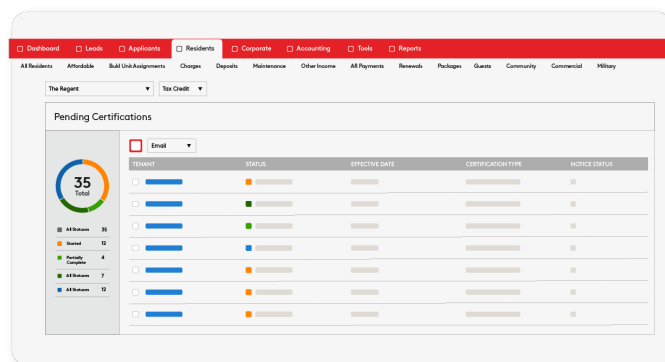 Dashboard Leads Applicants Residents Corporate Accounting Tools Reports
All Residents Affordable Bukl Unit Assignments Charges Deposits Maintenance Other Income AR Payments Renewals Packages Guests Community Commercial Military
The Regent Tax Credit
Pending Certifications
Email
TENANT STATUS EFFECTIVE DATE CERTIFICATION TYPE NOTICE STATUS
35
Total
All Statuses 35
Started 12
Partially
Complete 4
All Statuses 7
All Statuses 12